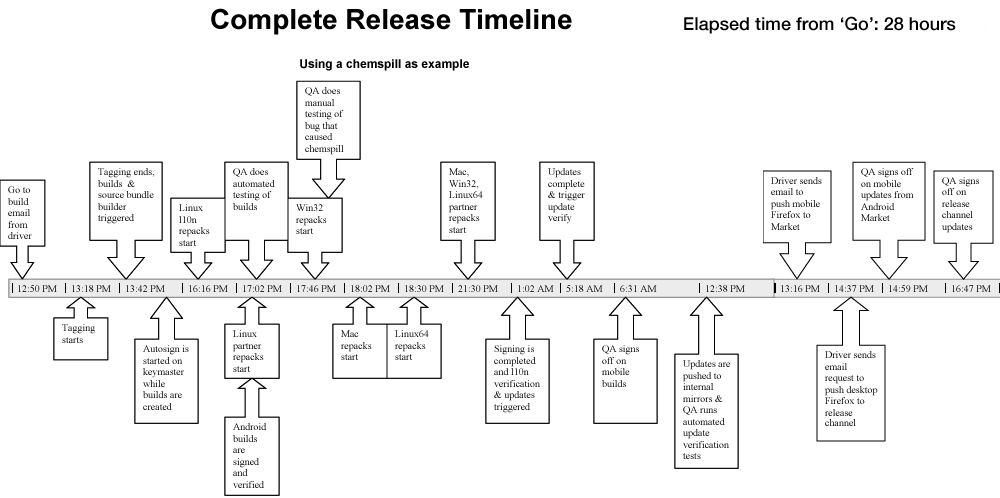 Complete Release Timeline
Elapsed time from ‘Go’: 28 hours
Using a chemspill as example
QA does
manual
testing of
bug that
caused
chemspill
Go to
build
email
from
driver
Tagging ends,
builds &
source bundle
builder
triggered
Linux
l10n
repacks
start
QA does
automated
testing of
builds
Win32
repacks
start
Mac,
Win32,
Linux64
partner
repacks
start
Updates
complete
& trigger
update
verify
Driver sends
email to
push mobile
Firefox to
Market
QA signs off
on mobile
updates from
Android
Market
QA signs
off on
release
channel
updates
12:50 PM
13:18 PM
13:42 PM
16:16 PM
17:02 PM
17:46 PM
18:02 PM
18:30 PM
21:30 PM
1:02 AM
5:18 AM
6:31 AM
12:38 PM
13:16 PM
14:37 PM
14:59 PM
16:47 PM
Tagging
starts
Autosign is
started on
keymaster
while
builds are
created
Linux
partner
repacks
start
Android
builds
are
signed
and
verified
Mac
repacks
start
Linux64
repacks
start
Signing is
completed
and l10n
verification
& updates
triggered
QA signs
off on
mobile
builds
Updates are
pushed to
internal
mirrors &
QA runs
automated
update
verification
tests
Driver sends
email
request to
push desktop
Firefox to
release
channel